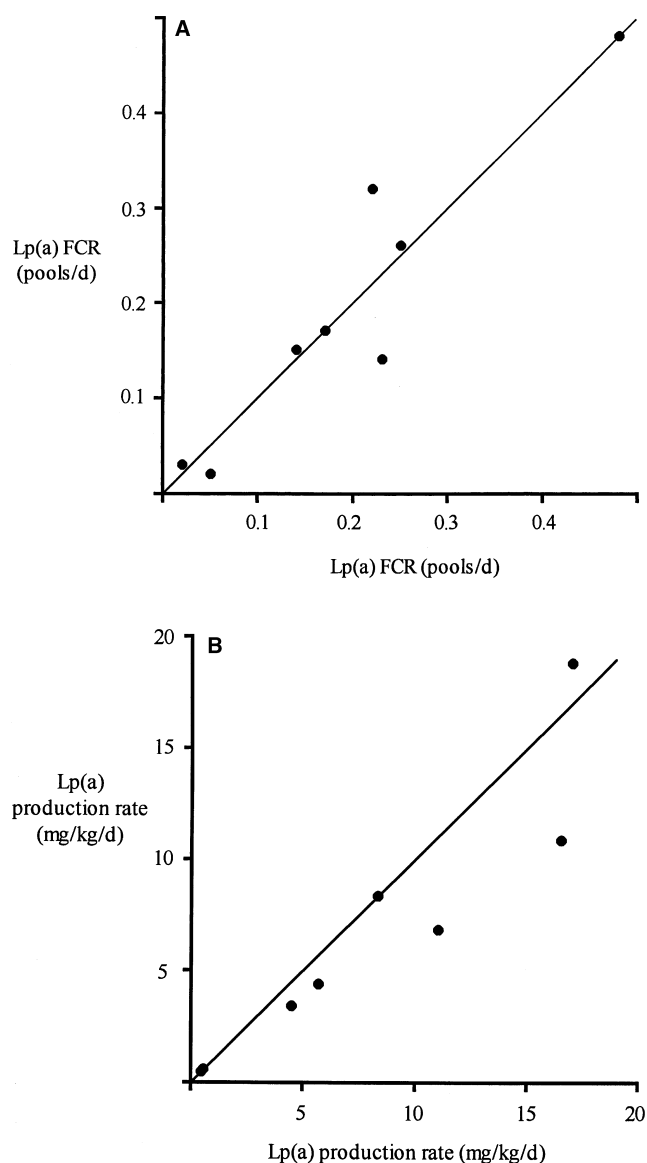 A
0.4
0.3
Lp(a) FCR
(pools/d)
0.2
0.1
0.1 0.2 0.3 0.4
Lp(a) FCR (pools/d)
20
B
15
Lp(a)
production rate
(mg/kg/d)
10
5
5 10 15 20
Lp(a) production rate (mg/kg/d)